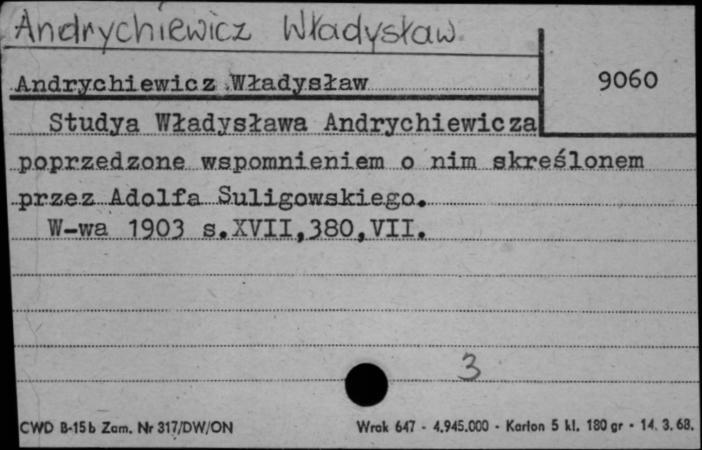 Andrychiewicz Władysław
Andrychiewicz Władysław
9060
Studya Władysława Andrychiewicza
poprzedzone wspomnieniem o nim skreślonem
przez Adolfa Suligowskiego.
W-wa 1903 s.XVII,380,VII.
3
CWD B-15b Zam. Nr 317/DW/ON
Wrak 647 - 4.945.000 - Karton 5 kl. 180 gr - 14. 3. 68.